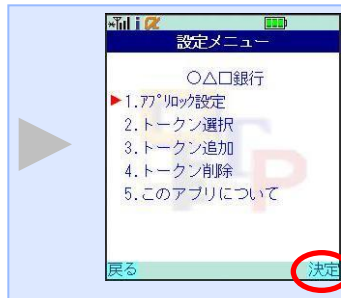 設定メニュー
○△□銀行
1.ｱﾌﾟﾘﾛｯｸ設定
2.トークン選択
3.トークン追加
4.トークン削除
5.このアプリについて
戻る 決定